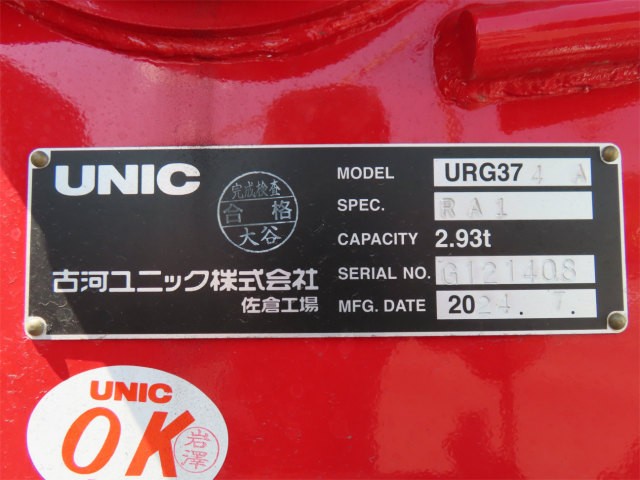 UNIC
完成検査
合格
大谷
古河ユニック株式会社
佐倉工場
MODEL URG374 A
SPEC. RA1
CAPACITY 2.93t
SERIAL NO. G121408
MFG. DATE 2024. 7.
UNIC
OK
岩澤